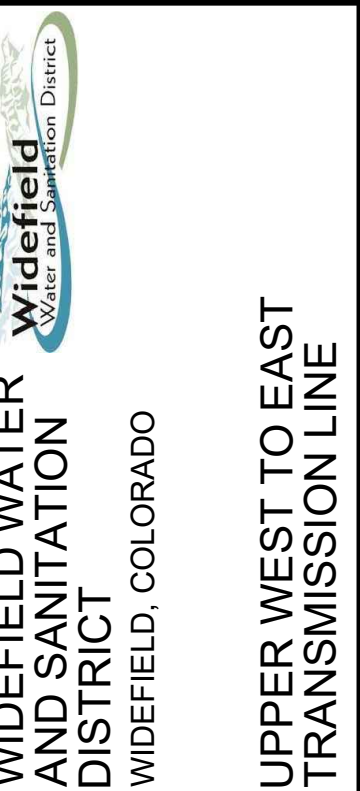 WIDEFIELD WATER
AND SANITATION
DISTRICT
WIDEFIELD, COLORADO
Widefield
Water and Sanitation District
UPPER WEST TO EAST
TRANSMISSION LINE